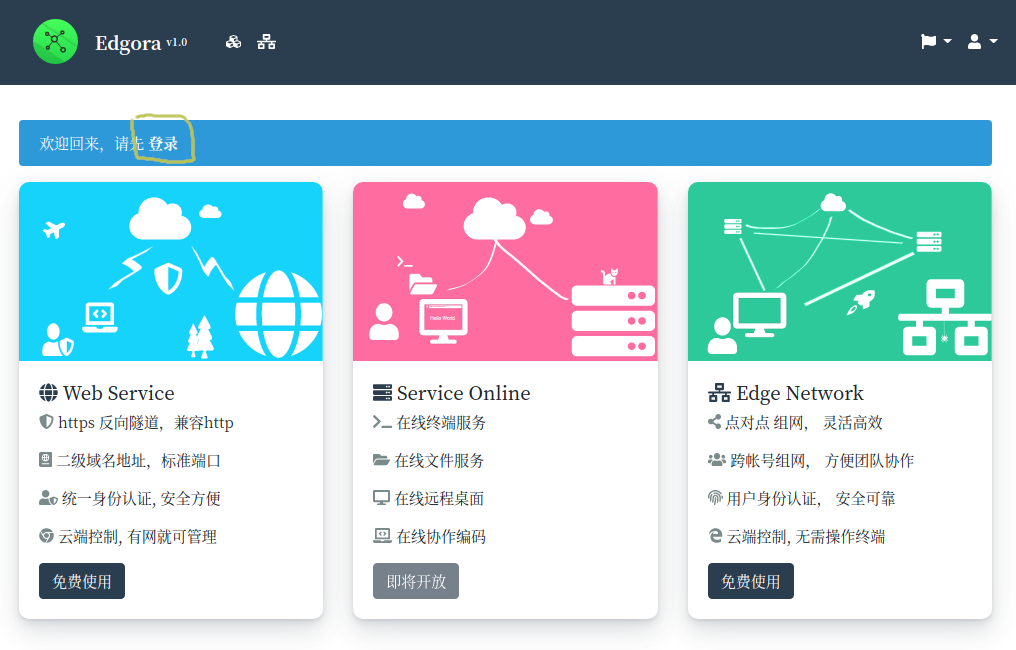 Edgora v1.0
欢迎回来，请先 登录
Hello World
Web Service
https 反向隧道，兼容http
二级域名地址，标准端口
统一身份认证, 安全方便
云端控制, 有网就可管理
免费使用
Service Online
在线终端服务
在线文件服务
在线远程桌面
在线协作编码
即将开放
Edge Network
点对点 组网， 灵活高效
跨帐号组网， 方便团队协作
用户身份认证， 安全可靠
云端控制, 无需操作终端
免费使用